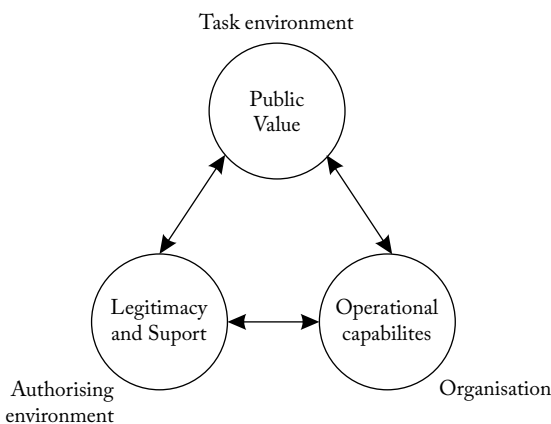 Task environment
Public
Value
Legitimacy
and Suport
Operational
capabilites
Authorising
environment
Organisation